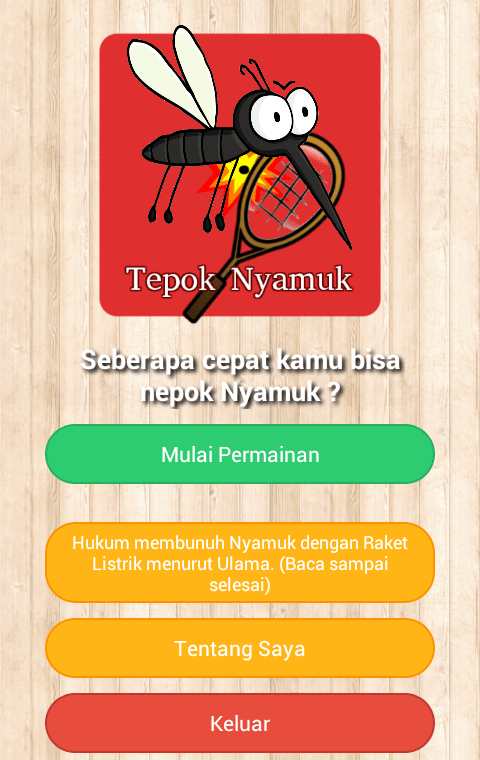 Tepok Nyamuk
Seberapa cepat kamu bisa
nepok Nyamuk ?
Mulai Permainan
Hukum membunuh Nyamuk dengan Raket
Listrik menurut Ulama. (Baca sampai
selesai)
Tentang Saya
Keluar